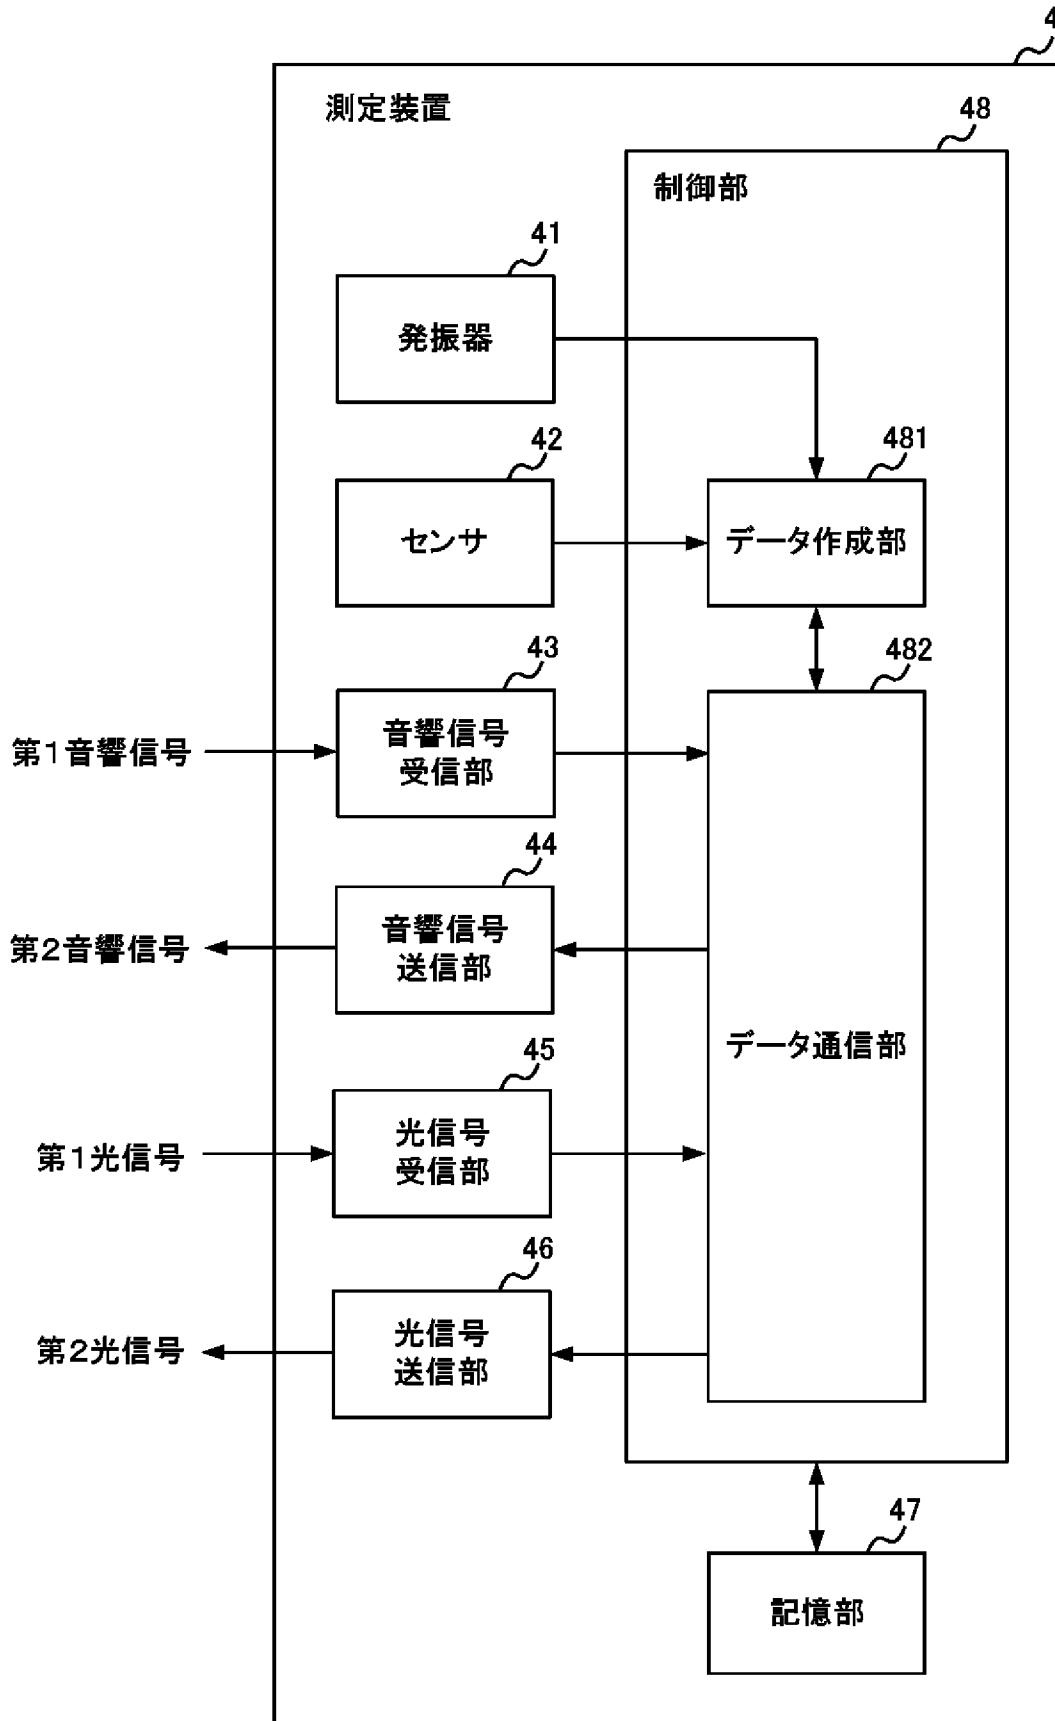 4
測定装置
48
制御部
41
発振器
42
センサ
481
データ作成部
43
音響信号
受信部
第1音響信号
482
データ通信部
44
音響信号
送信部
第2音響信号
45
光信号
受信部
第1光信号
46
光信号
送信部
第2光信号
47
記憶部